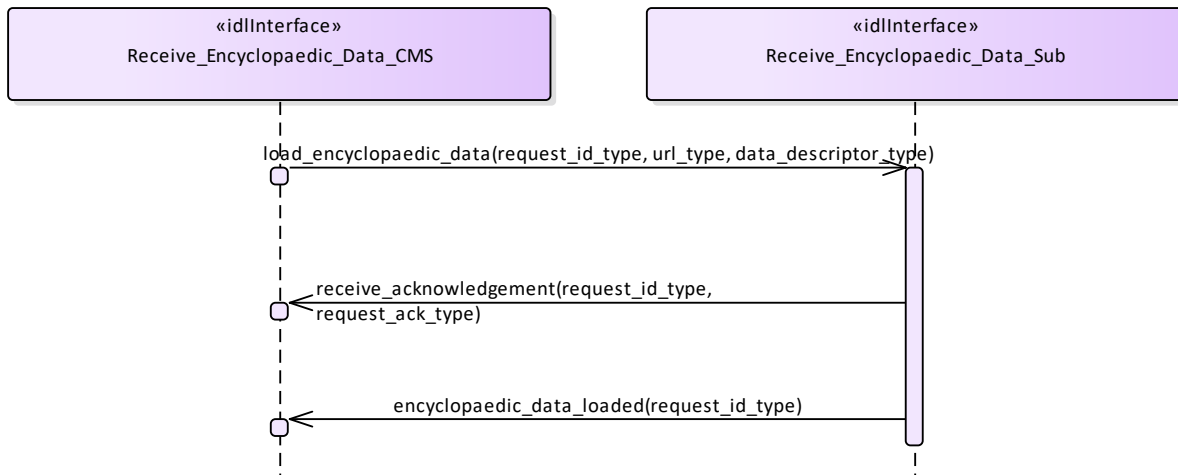 «idlInterface»
Receive_Encyclopaedic_Data_CMS
«idlInterface»
Receive_Encyclopaedic_Data_Sub
load_encyclopaedic_data(request_id_type, url_type, data_descriptor_type)
receive_acknowledgement(request_id_type,
request_ack_type)
encyclopaedic_data_loaded(request_id_type)